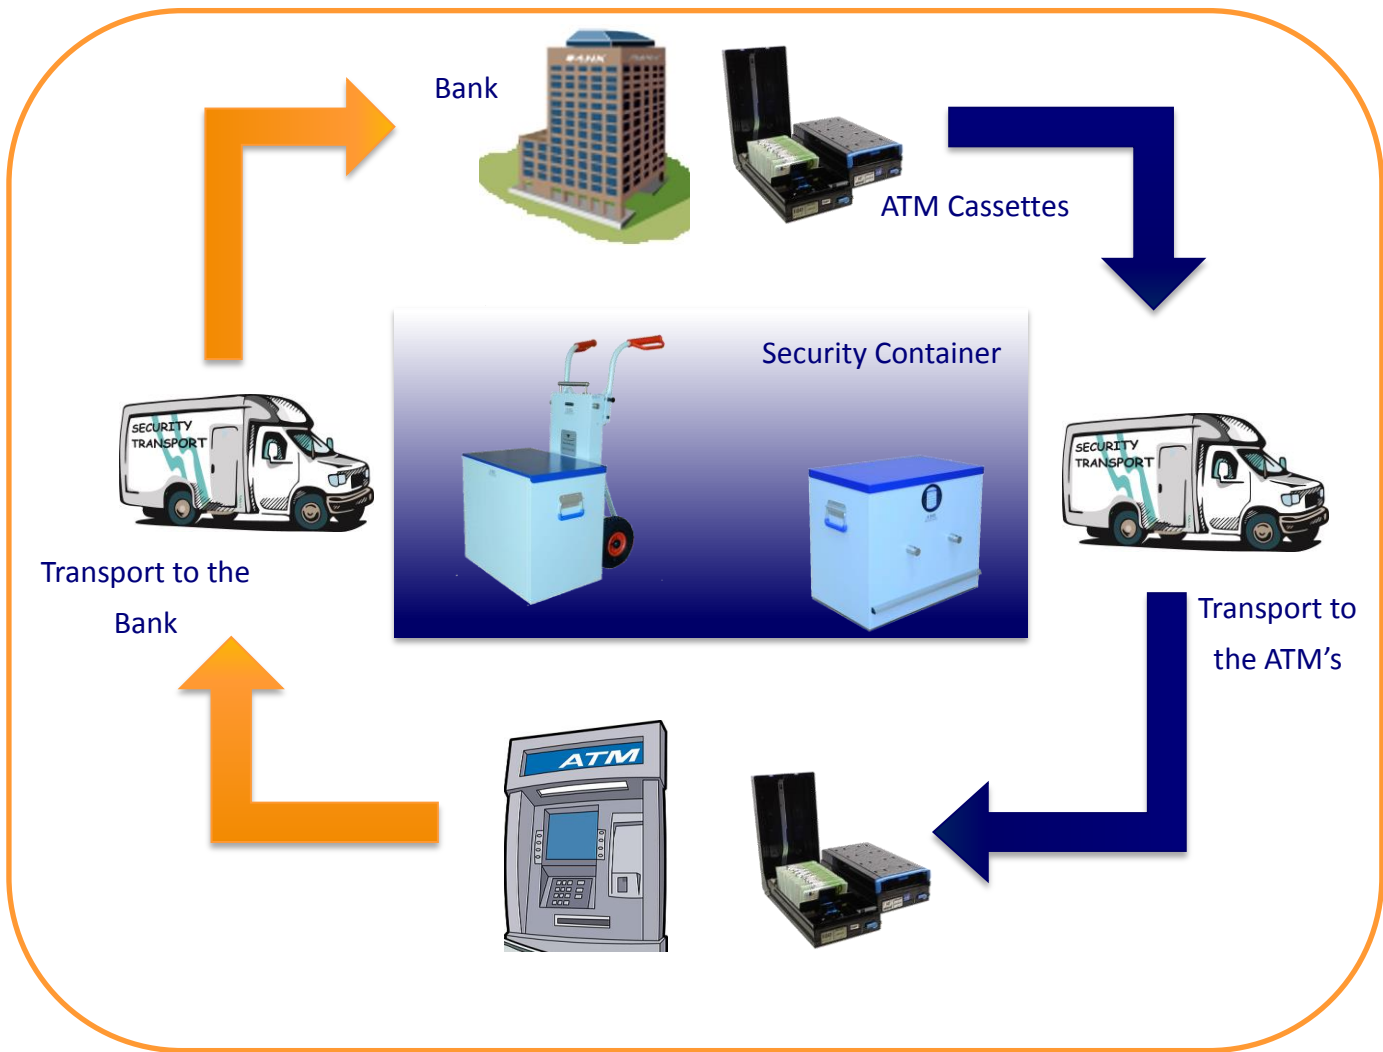 Bank
BANK
ATM Cassettes
Security Container
SECURITY
TRANSPORT
SECURITY
TRANSPORT
Transport to the
Bank
Transport to
the ATM’s
ATM